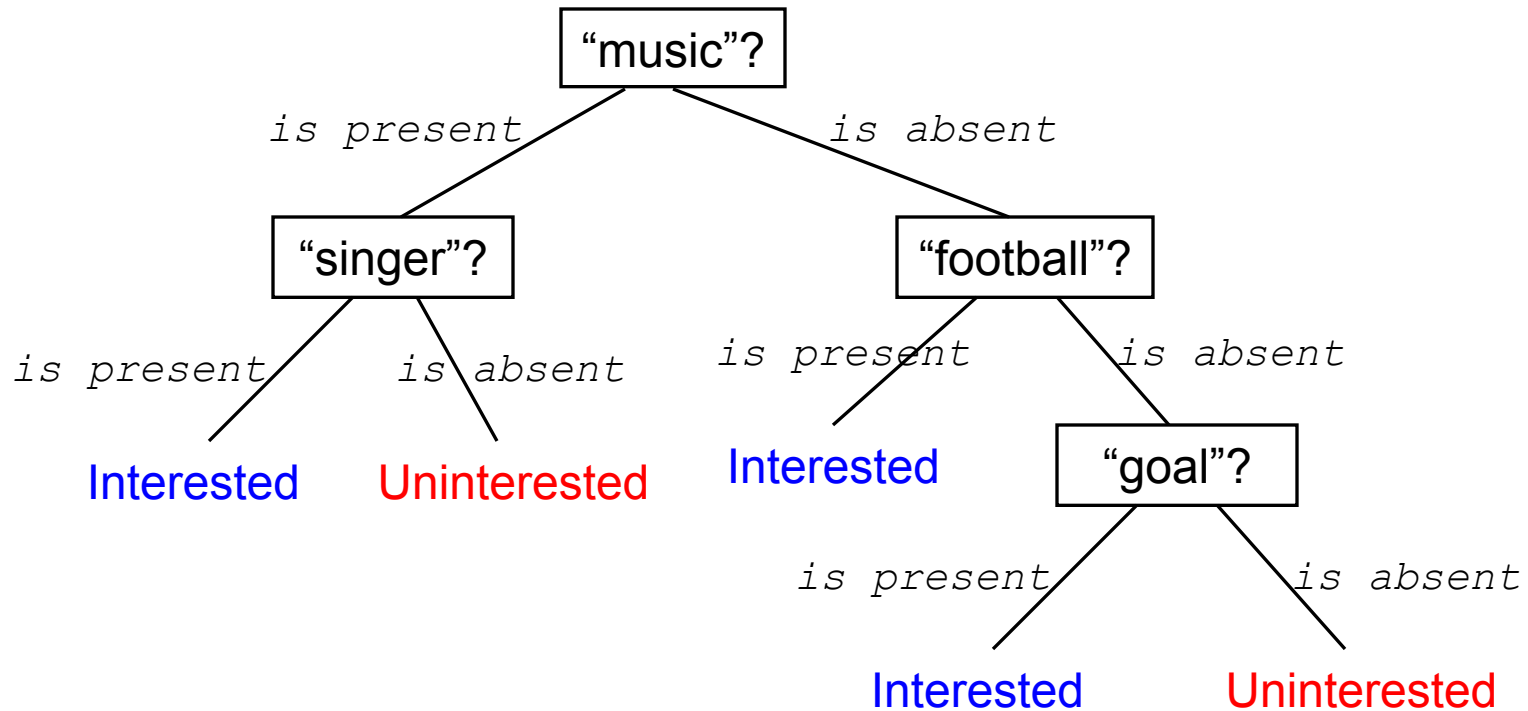 “music”?
is present
is absent
“singer”?
“football”?
is present
is absent
is present
is absent
Interested
Uninterested
Interested
“goal”?
is present
is absent
Interested
Uninterested